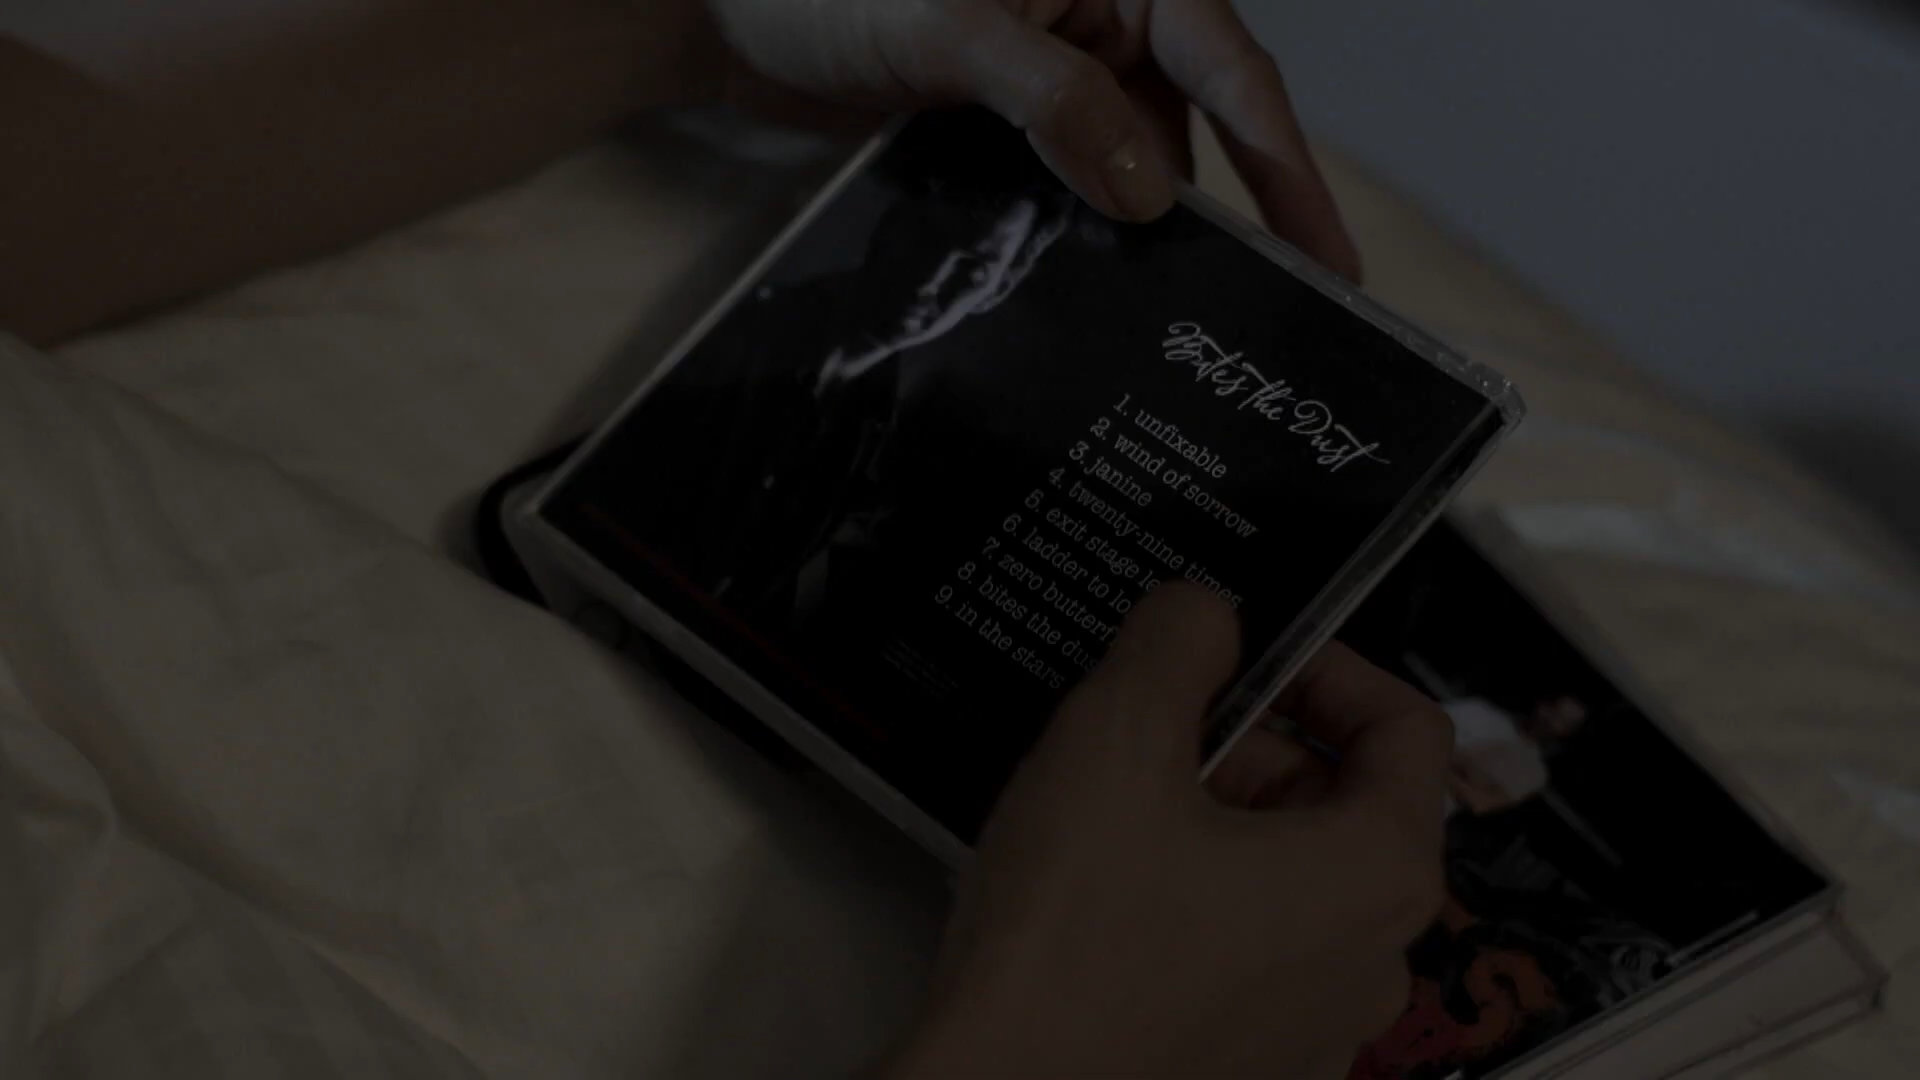 Bites the Dust
1. unfixable
2. wind of sorrow
3. janine
4. twenty-nine times
5. exit stage
6. ladder to
7. zero
8. bites the
9. in the stars